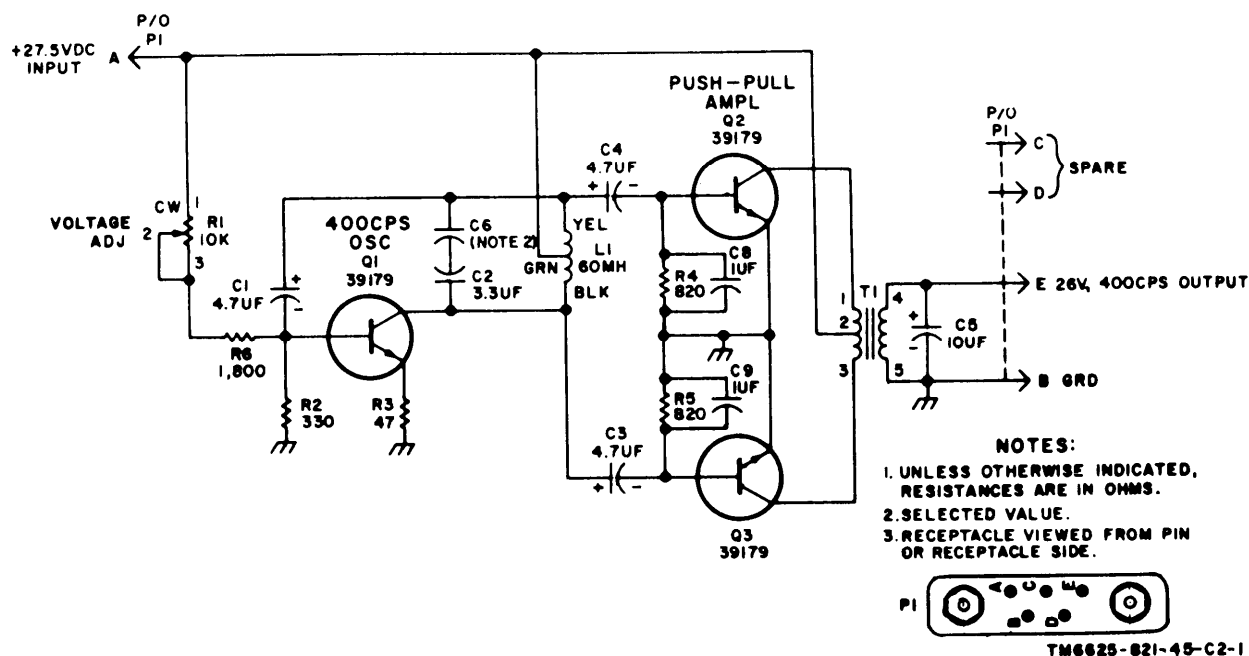 P/O
P1
+27.5VDC
INPUT
A
PUSH-PULL
AMPL
Q2
39179
P/O
P1
C
D
SPARE
C4
4.7UF
+ -
VOLTAGE
ADJ
CW
1
2
3
R1
10K
400CPS
OSC
Q1
39179
C6
(NOTE 2)
C2
3.3UF
YEL
GRN
L1
60MH
BLK
C1
4.7UF
+
-
R4
820
C8
1UF
T1
1
2
3
4
5
+
-
C5
10UF
E 26V, 400CPS OUTPUT
B GRD
R6
1,800
R2
330
R3
47
R5
820
C9
1UF
C3
4.7UF
+ -
Q3
39179
NOTES:
1. UNLESS OTHERWISE INDICATED,
RESISTANCES ARE IN OHMS.
2. SELECTED VALUE.
3. RECEPTACLE VIEWED FROM PIN
OR RECEPTACLE SIDE.
P1
A C E
B D
TM6625-821-45-C2-1